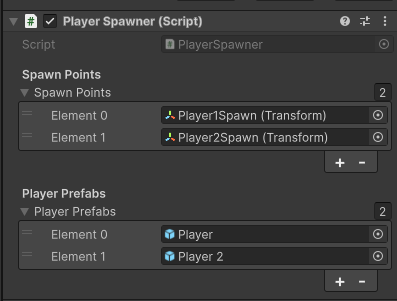 Player Spawner (Script)
Script PlayerSpawner
Spawn Points
Spawn Points 2
Element 0 Player1Spawn (Transform)
Element 1 Player2Spawn (Transform)
+ -
Player Prefabs
Player Prefabs 2
Element 0 Player
Element 1 Player 2
+ -